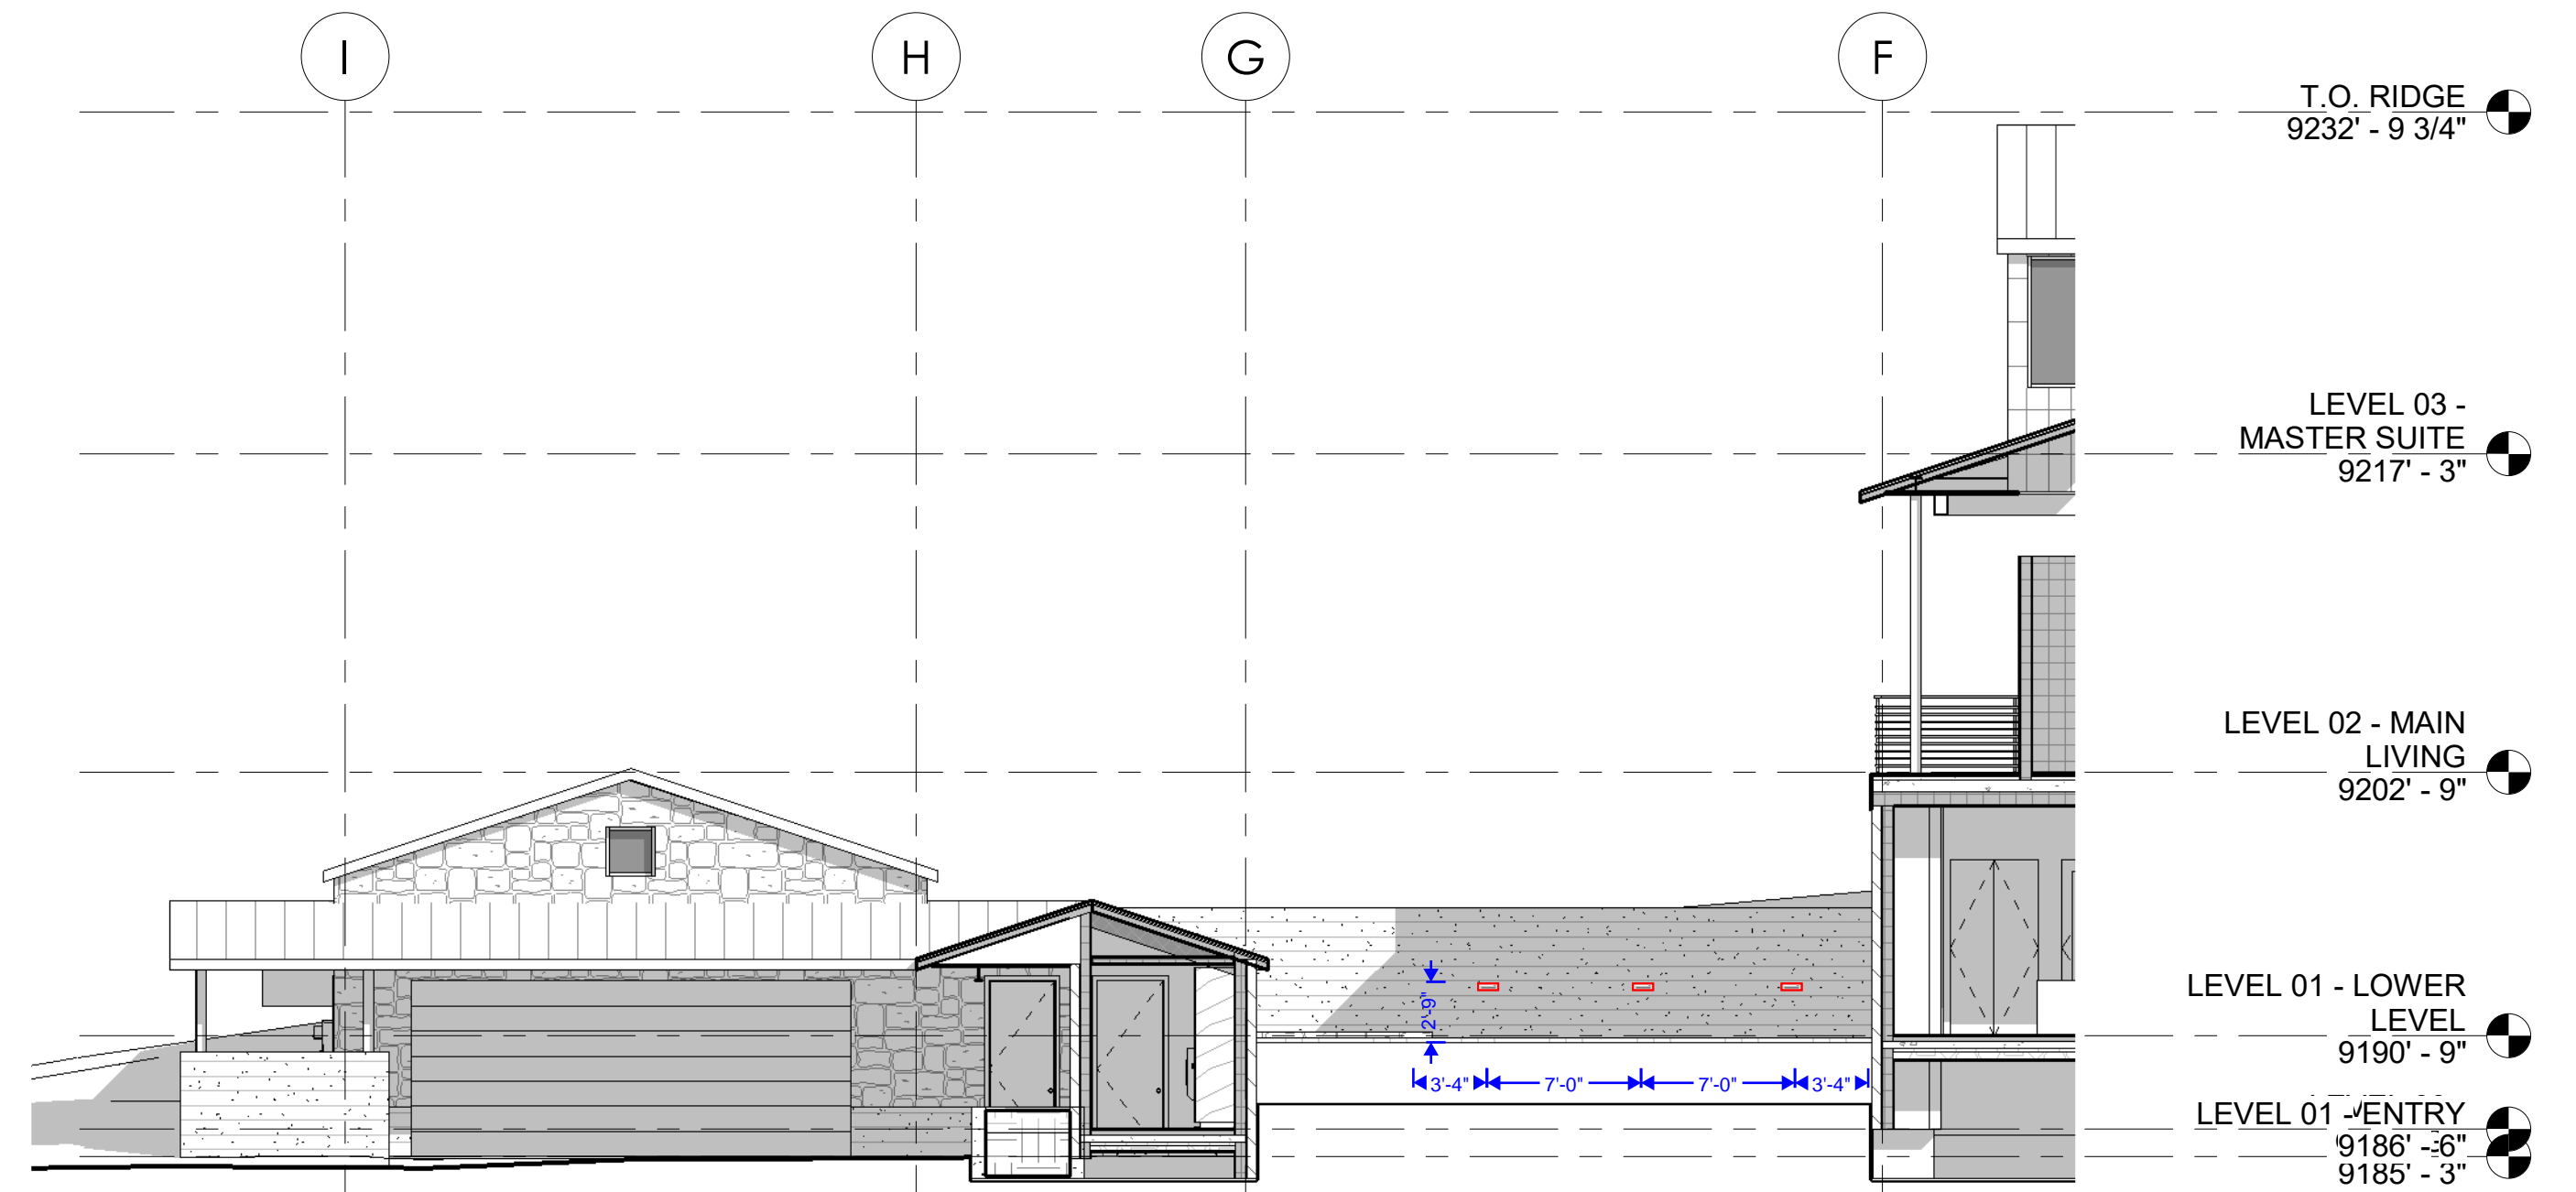 I H G F
T.O. RIDGE
9232' - 9 3/4"
LEVEL 03 -
MASTER SUITE
9217' - 3"
LEVEL 02 - MAIN
LIVING
9202' - 9"
LEVEL 01 - LOWER
LEVEL
9190' - 9"
2'-9"
3'-4" 7'-0" 7'-0" 3'-4"
LEVEL 01 - ENTRY
9186' - 6"
9185' - 3"